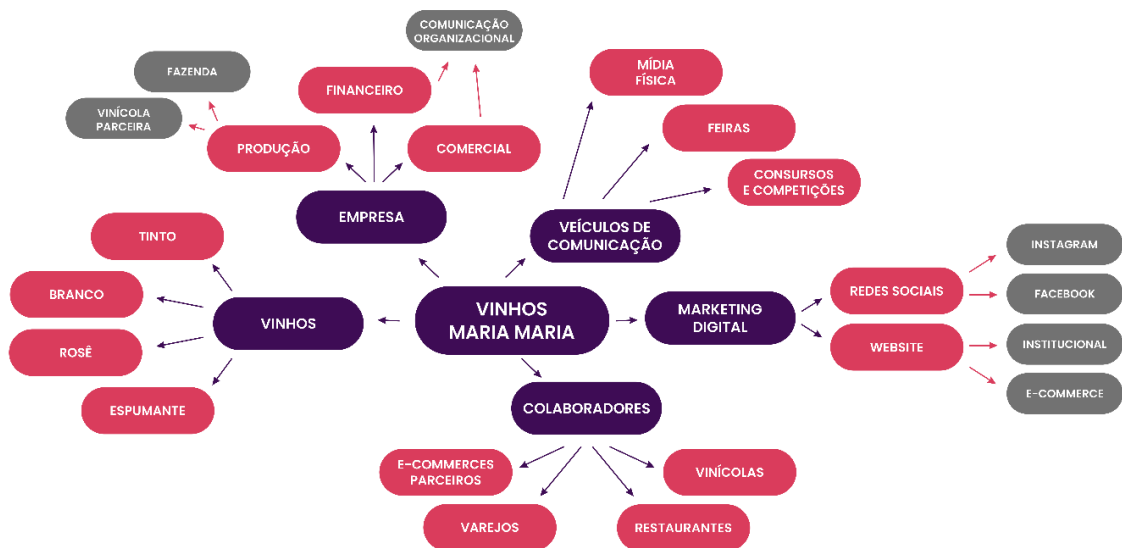 COMUNICAÇÃO
ORGANIZACIONAL
FAZENDA
VINÍCOLA
PARCEIRA
FINANCEIRO
PRODUÇÃO
COMERCIAL
EMPRESA
MÍDIA
FÍSICA
FEIRAS
CONSURSOS
E COMPETIÇÕES
VEÍCULOS DE
COMUNICAÇÃO
TINTO
BRANCO
ROSÊ
ESPUMANTE
VINHOS
VINHOS
MARIA MARIA
MARKETING
DIGITAL
REDES SOCIAIS
WEBSITE
INSTAGRAM
FACEBOOK
INSTITUCIONAL
E-COMMERCE
COLABORADORES
E-COMMERCES
PARCEIROS
VAREJOS
RESTAURANTES
VINÍCOLAS